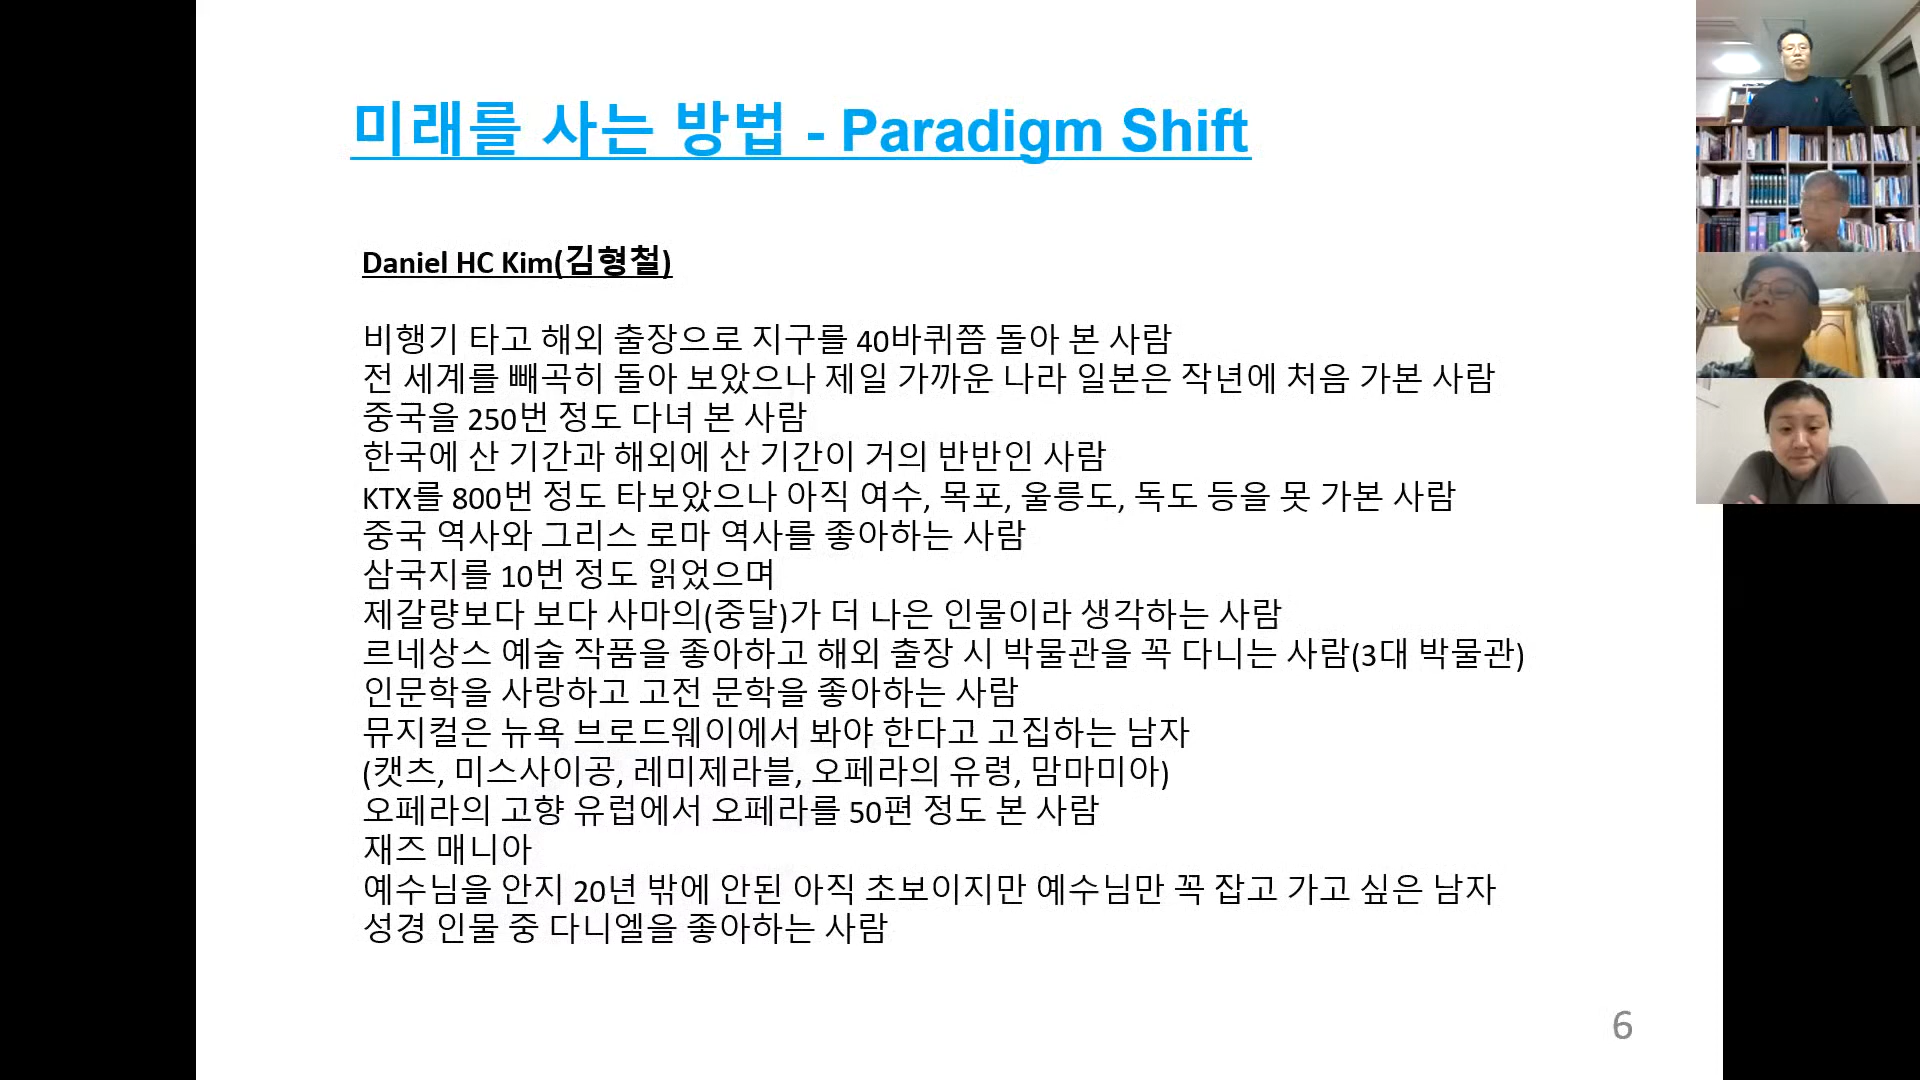 미래를 사는 방법 - Paradigm Shift
Daniel HC Kim(김형철)
비행기 타고 해외 출장으로 지구를 40바퀴쯤 돌아 본 사람
전 세계를 빼곡히 돌아 보았으나 제일 가까운 나라 일본은 작년에 처음 가본 사람
중국을 250번 정도 다녀 본 사람
한국에 산 기간과 해외에 산 기간이 거의 반반인 사람
KTX를 800번 정도 타보았으나 아직 여수, 목포, 울릉도, 독도 등을 못 가본 사람
중국 역사와 그리스 로마 역사를 좋아하는 사람
삼국지를 10번 정도 읽었으며
제갈량보다 보다 사마의(중달)가 더 나은 인물이라 생각하는 사람
르네상스 예술 작품을 좋아하고 해외 출장 시 박물관을 꼭 다니는 사람(3대 박물관)
인문학을 사랑하고 고전 문학을 좋아하는 사람
뮤지컬은 뉴욕 브로드웨이에서 봐야 한다고 고집하는 남자
(캣츠, 미스사이공, 레미제라블, 오페라의 유령, 맘마미아)
오페라의 고향 유럽에서 오페라를 50편 정도 본 사람
재즈 매니아
예수님을 안지 20년 밖에 안된 아직 초보이지만 예수님만 꼭 잡고 가고 싶은 남자
성경 인물 중 다니엘을 좋아하는 사람
6